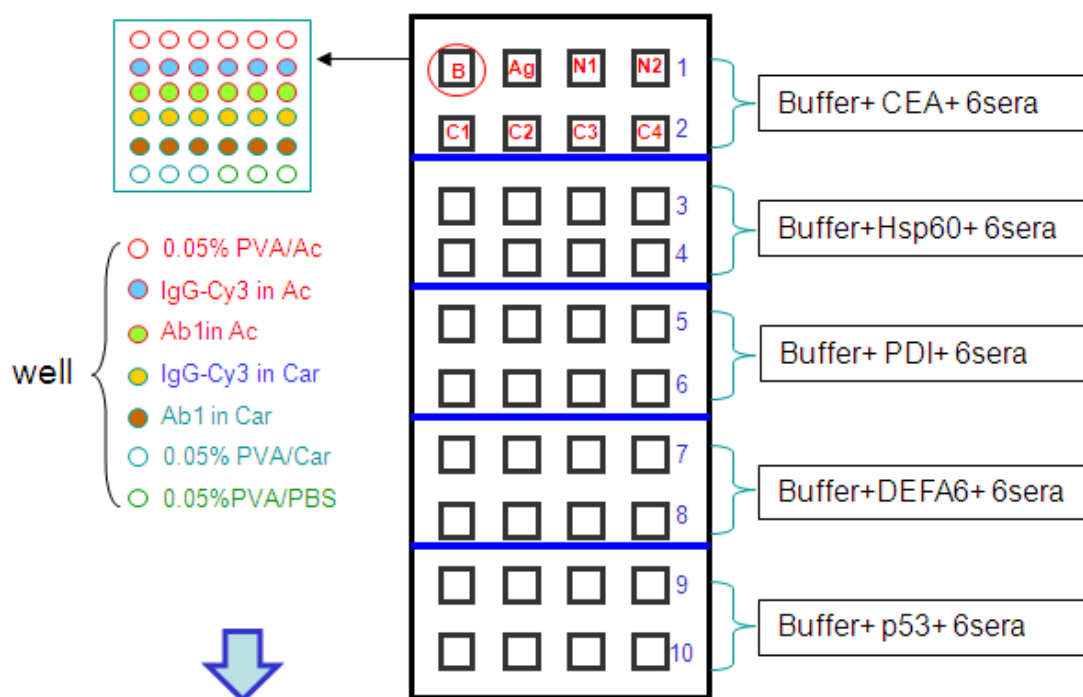 B Ag N1 N2 1
C1 C2 C3 C4 2
3
4
5
6
7
8
9
10
Buffer+ CEA+ 6sera
Buffer+Hsp60+ 6sera
Buffer+ PDI+ 6sera
Buffer+DEFA6+ 6sera
Buffer+ p53+ 6sera
well
0.05% PVA/Ac
IgG-Cy3 in Ac
Ab1in Ac
IgG-Cy3 in Car
Ab1 in Car
0.05% PVA/Car
0.05%PVA/PBS